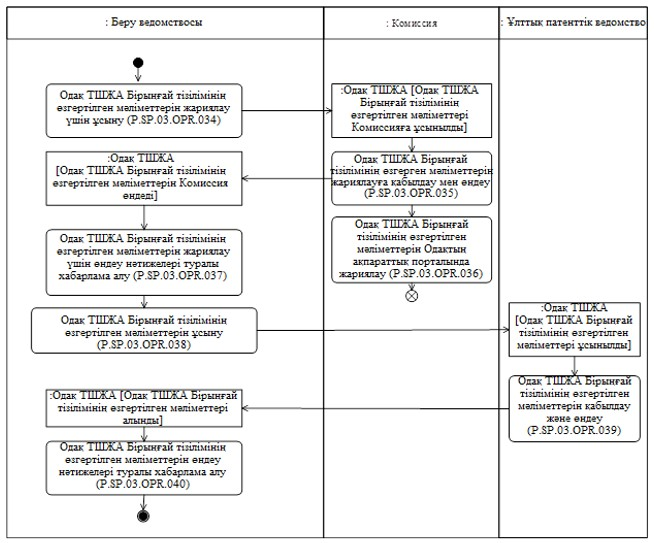 : Беру ведомствосы
: Комиссия
: Ұлттық патенттік ведомство
Одақ ТШЖА Бірыңғай тізілімінің
өзгертілген мәліметтерін жариялау
үшін ұсыну (P.SP.03.OPR.034)
:Одақ ТШЖА [Одақ ТШЖА
Бірыңғай тізілімінің
өзгертілген мәліметтері
Комиссияға ұсынылды]
Одақ ТШЖА Бірыңғай
тізілімінің өзгерген мәліметтерін
жариялауға қабылдау мен өңдеу
(P.SP.03.OPR.035)
:Одақ ТШЖА
[Одақ ТШЖА Бірыңғай тізілімінің
өзгертілген мәліметтерін Комиссия
өңдеді]
Одақ ТШЖА Бірыңғай
тізілімінің өзгертілген
мәліметтерін Одақтың
ақпараттық порталында
жариялау (P.SP.03.OPR.036)
Одақ ТШЖА Бірыңғай тізілімінің
өзгертілген мәліметтерін жариялау
үшін өңдеу нәтижелері туралы
хабарлама алу (P.SP.03.OPR.037)
Одақ ТШЖА Бірыңғай тізілімінің
өзгертілген мәліметтерін ұсыну
(P.SP.03.OPR.038)
:Одақ ТШЖА
[Одақ ТШЖА Бірыңғай
тізілімінің өзгертілген
мәліметтері ұсынылды]
Одақ ТШЖА Бірыңғай
тізілімінің өзгертілген
мәліметтерін қабылдау
және өңдеу
(P.SP.03.OPR.039)
:Одақ ТШЖА [Одақ ТШЖА Бірыңғай
тізілімінің өзгертілген мәліметтері
алынды]
Одақ ТШЖА Бірыңғай тізілімінің
өзгертілген мәліметтерін өңдеу
нәтижелері туралы хабарлама алу
(P.SP.03.OPR.040)